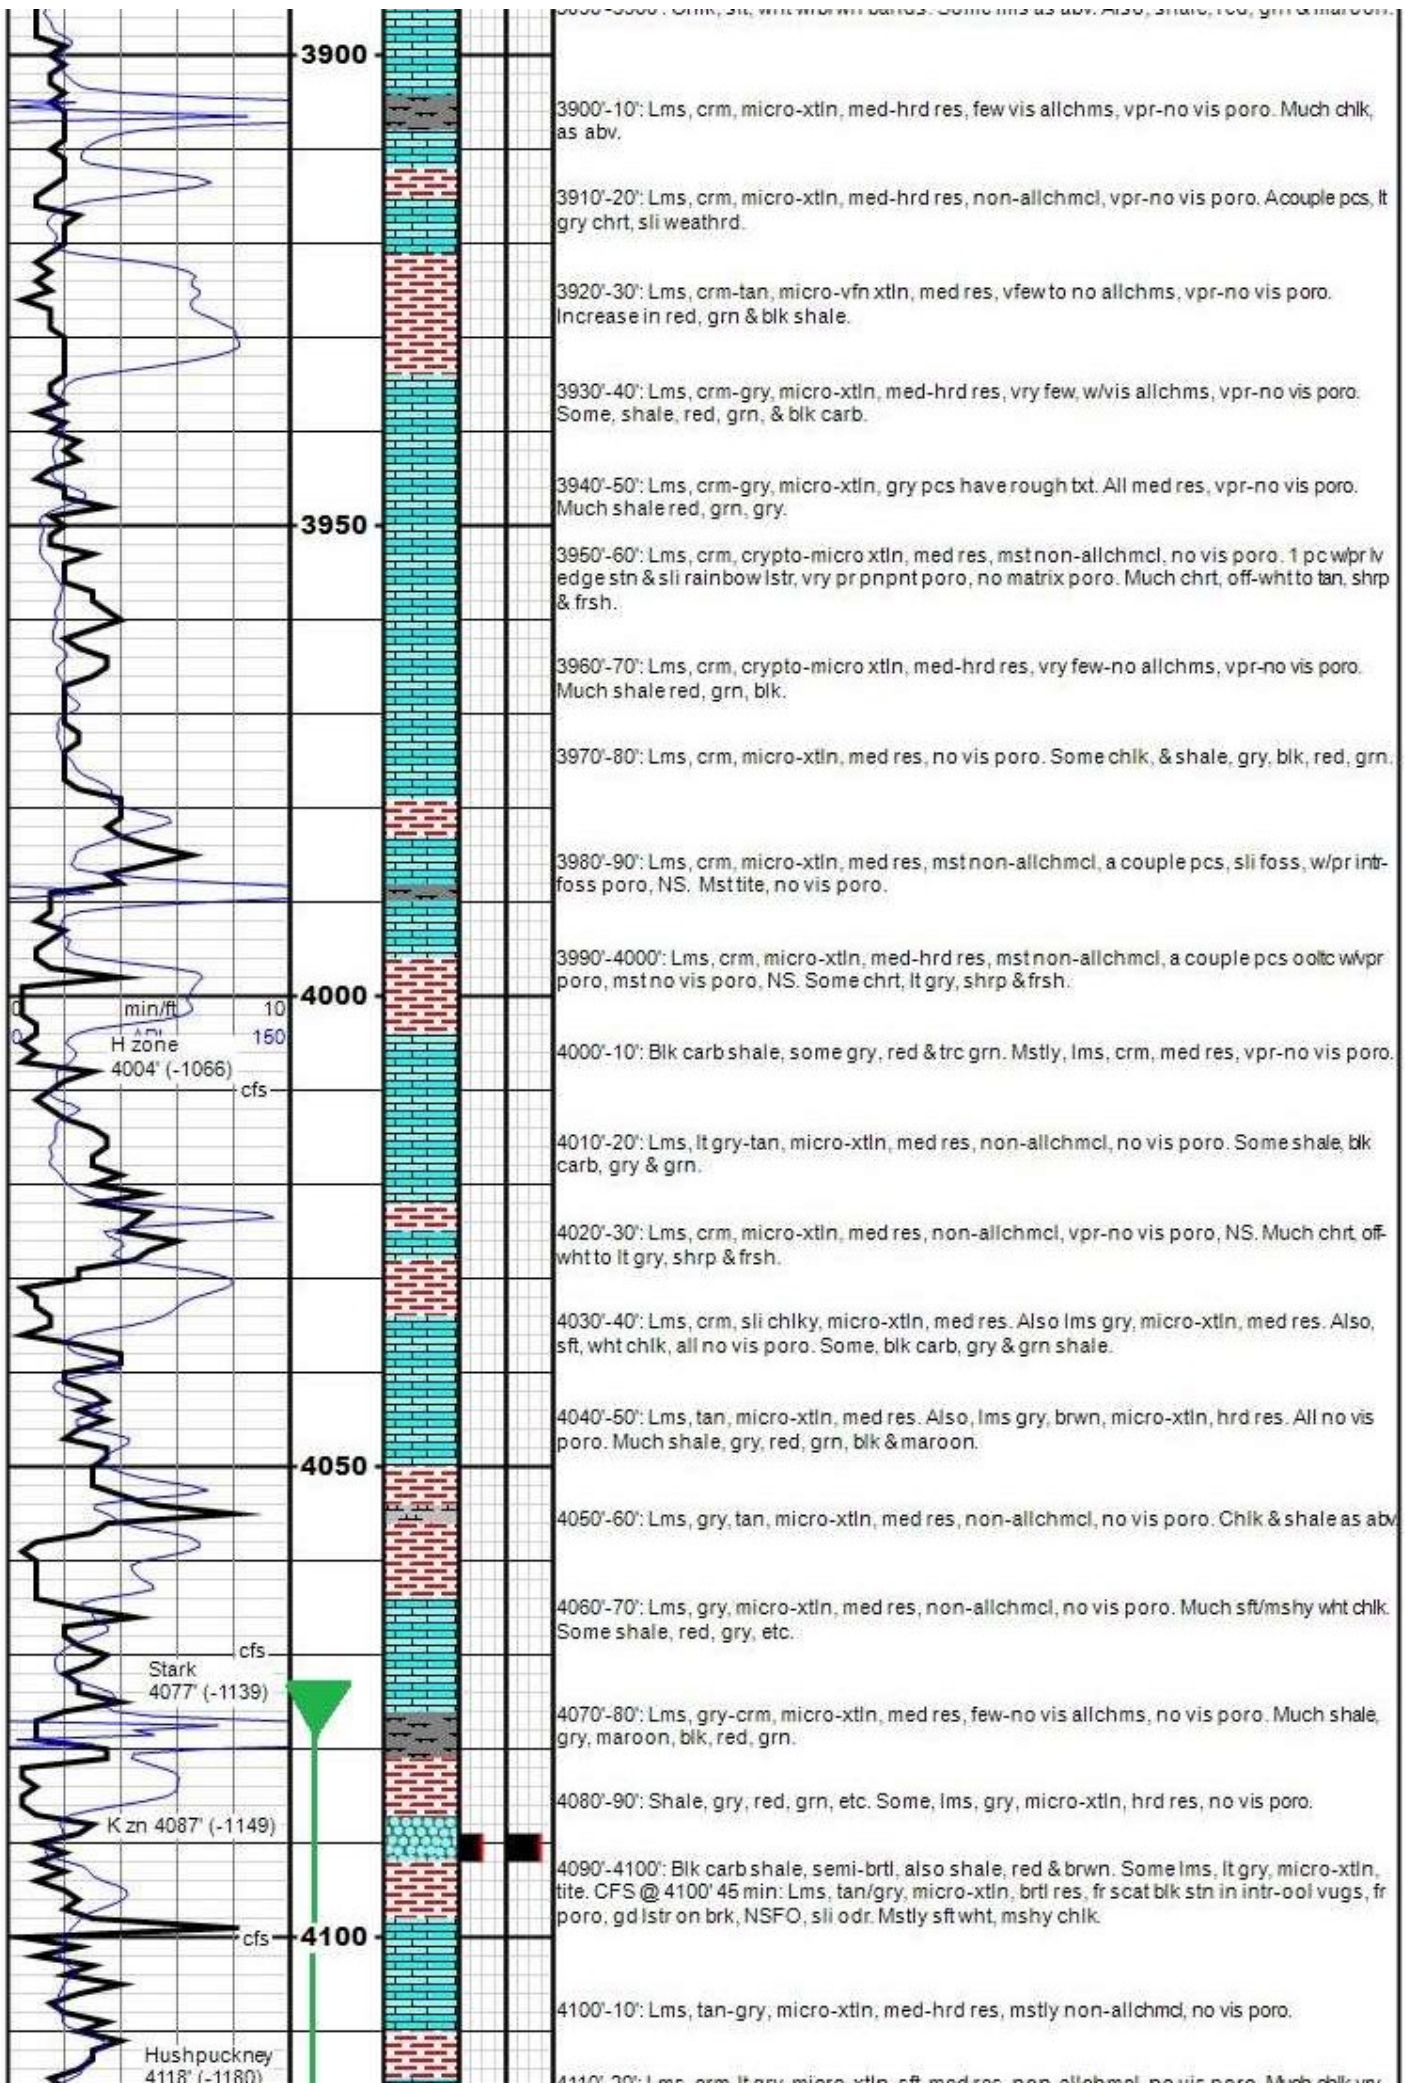 3900
3900'-10': Lms, crm, micro-xtln, med-hrd res, few vis allchms, vpr-no vis poro. Much chlk,
as abv.
3910'-20': Lms, crm, micro-xtln, med-hrd res, non-allchmcl, vpr-no vis poro. Acouple pcs, lt
gry chrt, sli weathrd.
3920'-30': Lms, crm-tan, micro-vfn xtln, med res, vfew to no allchms, vpr-no vis poro.
Increase in red, grn & blk shale.
3930'-40': Lms, crm-gry, micro-xtln, med-hrd res, vry few, w/vis allchms, vpr-no vis poro.
Some, shale, red, grn, & blk carb.
3940'-50': Lms, crm-gry, micro-xtln, gry pcs have rough txt. All med res, vpr-no vis poro.
Much shale red, grn, gry.
3950
3950'-60': Lms, crm, crypto-micro xtln, med res, mst non-allchmcl, no vis poro. 1 pc w/pr lv
edge stn & sli rainbow lstr, vry pr pnpnt poro, no matrix poro. Much chrt, off-wht to tan, shrp
& frsh.
3960'-70': Lms, crm, crypto-micro xtln, med-hrd res, vry few-no allchms, vpr-no vis poro.
Much shale red, grn, blk.
3970'-80': Lms, crm, micro-xtln, med res, no vis poro. Some chlk, & shale, gry, blk, red, grn.
3980'-90': Lms, crm, micro-xtln, med res, mst non-allchmcl, a couple pcs, sli foss, w/pr intr-
foss poro, NS. Mst tite, no vis poro.
3990'-4000': Lms, crm, micro-xtln, med-hrd res, mst non-allchmcl, a couple pcs ooltc w/vpr
poro, mst no vis poro, NS. Some chrt, lt gry, shrp & frsh.
4000
0 min/ft 10
0 150
H zone
4004' (-1066)
cfs
4000'-10': Blk carb shale, some gry, red & trc grn. Mstly, lms, crm, med res, vpr-no vis poro.
4010'-20': Lms, lt gry-tan, micro-xtln, med res, non-allchmcl, no vis poro. Some shale, blk
carb, gry & grn.
4020'-30': Lms, crm, micro-xtln, med res, non-allchmcl, vpr-no vis poro, NS. Much chrt, off-
wht to lt gry, shrp & frsh.
4030'-40': Lms, crm, sli chlky, micro-xtln, med res. Also lms gry, micro-xtln, med res. Also,
sft, wht chlk, all no vis poro. Some, blk carb, gry & grn shale.
4040'-50': Lms, tan, micro-xtln, med res. Also, lms gry, brwn, micro-xtln, hrd res. All no vis
poro. Much shale, gry, red, grn, blk & maroon.
4050
4050'-60': Lms, gry, tan, micro-xtln, med res, non-allchmcl, no vis poro. Chlk & shale as abv
4060'-70': Lms, gry, micro-xtln, med res, non-allchmcl, no vis poro. Much sft/mshy wht chlk.
Some shale, red, gry, etc.
cfs
Stark
4077' (-1139)
4070'-80': Lms, gry-crm, micro-xtln, med res, few-no vis allchms, no vis poro. Much shale,
gry, maroon, blk, red, grn.
4080'-90': Shale, gry, red, grn, etc. Some, lms, gry, micro-xtln, hrd res, no vis poro.
K zn 4087' (-1149)
4090'-4100': Blk carb shale, semi-brtl, also shale, red & brwn. Some lms, lt gry, micro-xtln,
tite. CFS @ 4100' 45 min: Lms, tan/gry, micro-xtln, brtl res, fr scat blk stn in intr-ool vugs, fr
poro, gd lstr on brk, NSFO, sli odr. Mstly sft wht, mshy chlk.
cfs
4100
4100'-10': Lms, tan-gry, micro-xtln, med-hrd res, mstly non-allchmcl, no vis poro.
Hushpuckney
4118' (-1180)